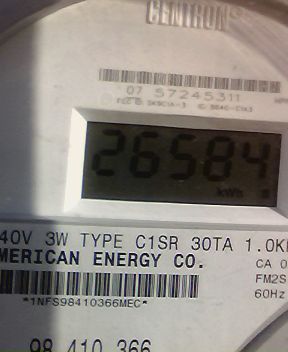 CENTRON
07 57245311
26584
kWh
40V 3W TYPE C1SR 30TA 1.0K
MERICAN ENERGY CO.
CA 0
FM2S
60Hz
*1NFS98410366MEC*
98 410 366